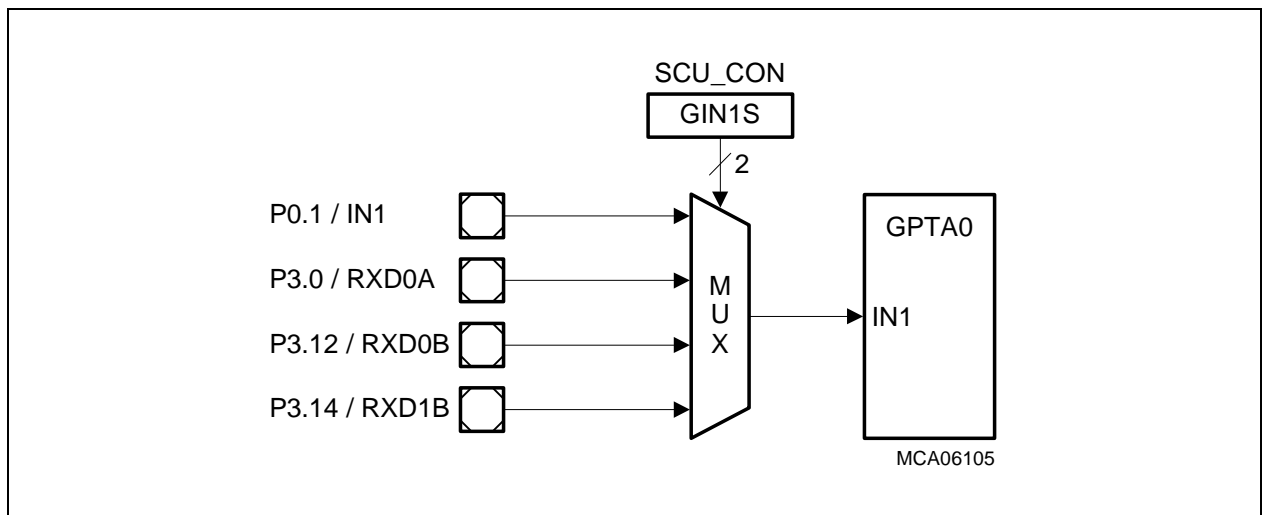 SCU_CON
GIN1S
2
P0.1 / IN1
GPTA0
P3.0 / RXD0A
M
U
X
IN1
P3.12 / RXD0B
P3.14 / RXD1B
MCA06105